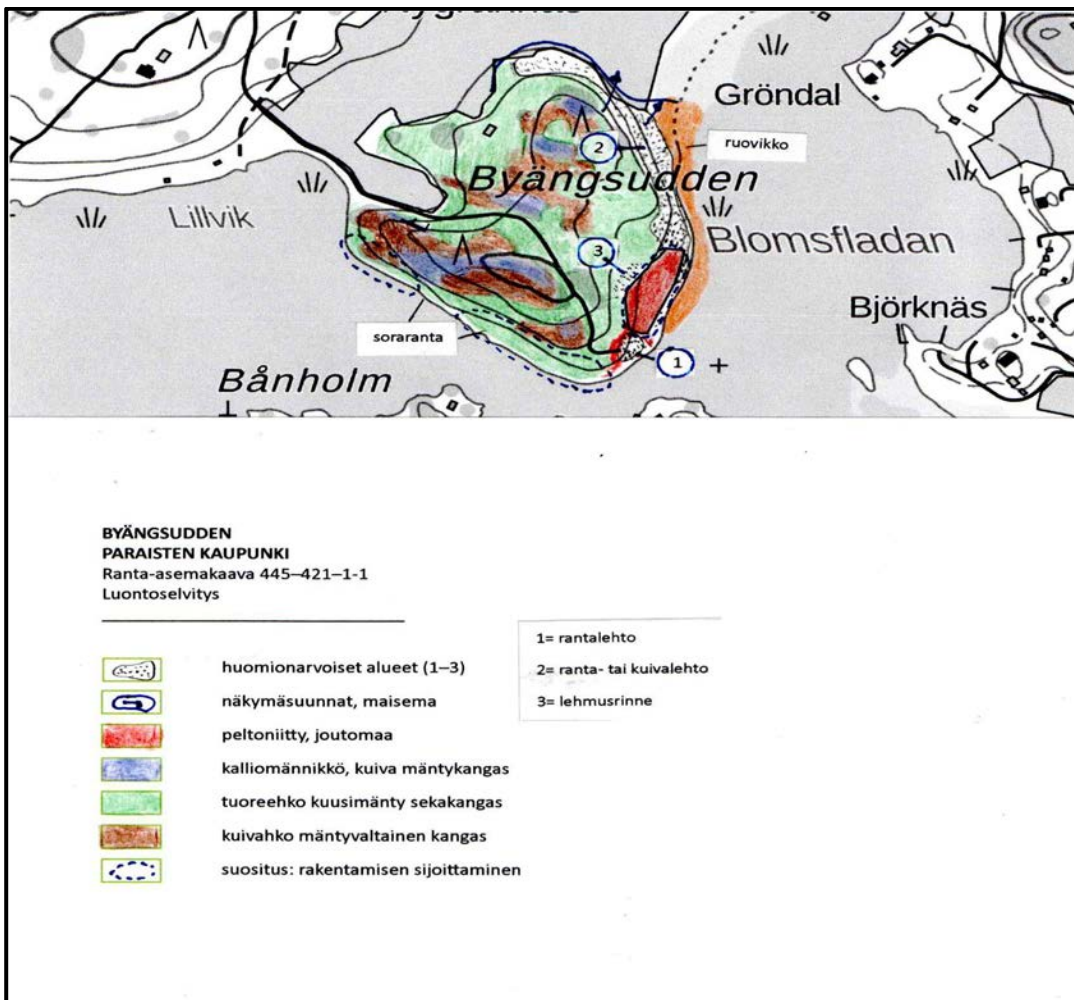 Gröndal
ruovikko
2
Byängsudden
Lillvik
Blomsfladan
3
Björknäs
soraranta
1
Bånholm
BYÄNGSUDDEN
PARAISTEN KAUPUNKI
Ranta-asemakaava 445–421–1-1
Luontoselvitys
1= rantalehto
2= ranta- tai kuivalehto
3= lehmusrinne
huomionarvoiset alueet (1–3)
näkymäsuunnat, maisema
peltoniitty, joutomaa
kalliomännikkö, kuiva mäntykangas
tuoreehko kuusimänty sekakangas
kuivahko mäntyvaltainen kangas
suositus: rakentamisen sijoittaminen